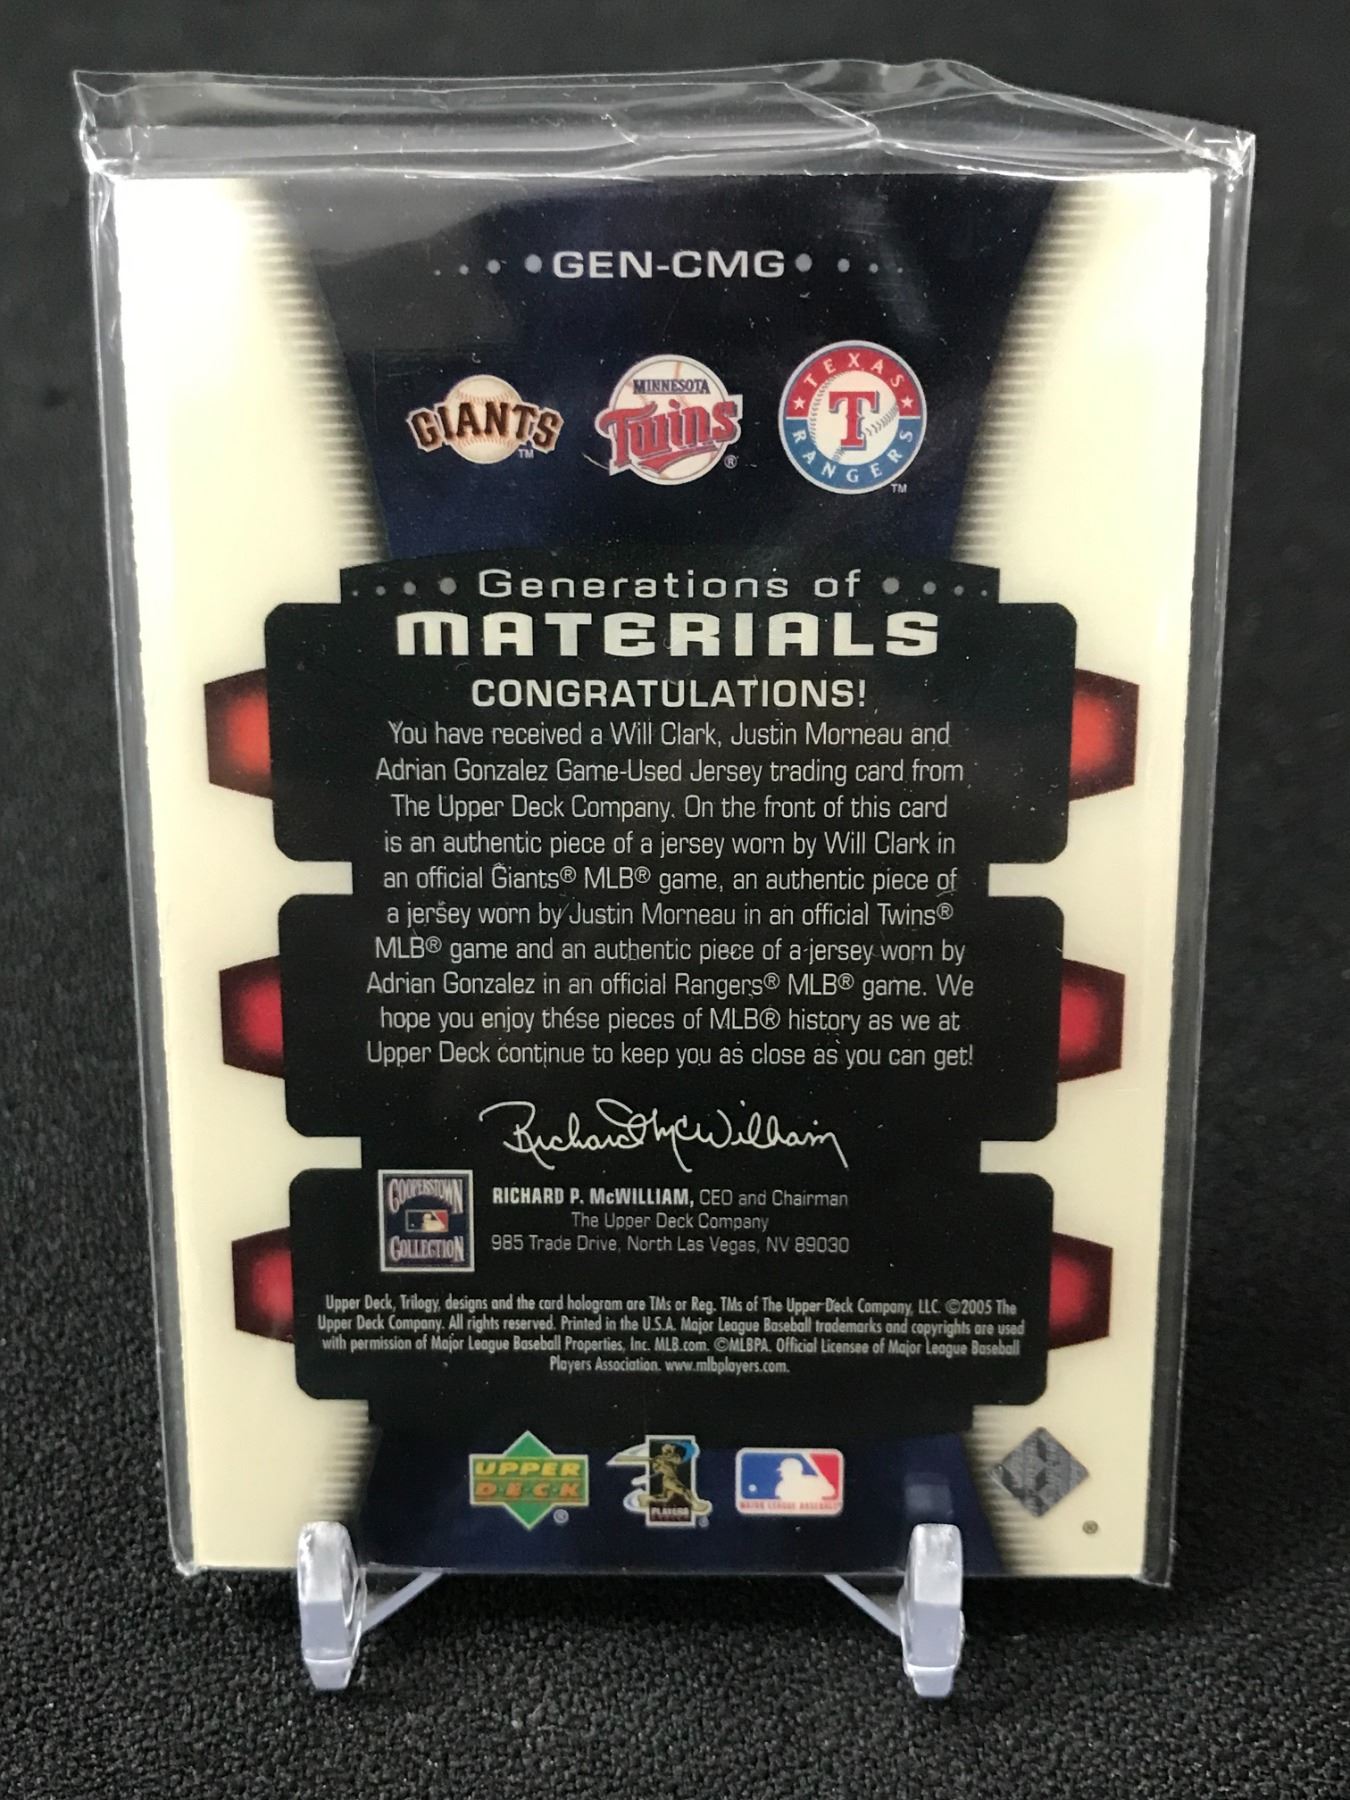 GEN-CMG
GIANTS TM
MINNESOTA
Twins ®
TEXAS
T
RANGERS TM
Generations of
MATERIALS
CONGRATULATIONS!
You have received a Will Clark, Justin Morneau and
Adrian Gonzalez Game-Used Jersey trading card from
The Upper Deck Company. On the front of this card
is an authentic piece of a jersey worn by Will Clark in
an official Giants® MLB® game, an authentic piece of
a jersey worn by Justin Morneau in an official Twins®
MLB® game and an authentic piece of a jersey worn by
Adrian Gonzalez in an official Rangers® MLB® game. We
hope you enjoy these pieces of MLB® history as we at
Upper Deck continue to keep you as close as you can get!
Richard McWilliam
COOPERSTOWN
COLLECTION
RICHARD P. McWILLIAM, CEO and Chairman
The Upper Deck Company
985 Trade Drive, North Las Vegas, NV 89030
Upper Deck, Trilogy, designs and the card hologram are TMs or Reg. TMs of The Upper Deck Company, LLC. ©2005 The
Upper Deck Company. All rights reserved. Printed in the U.S.A. Major League Baseball trademarks and copyrights are used
with permission of Major League Baseball Properties, Inc. MLB.com. ©MLBPA. Official Licensee of Major League Baseball
Players Association. www.mlbplayers.com.
UPPER
DECK ®
PLAYERS
MAJOR LEAGUE BASEBALL
®